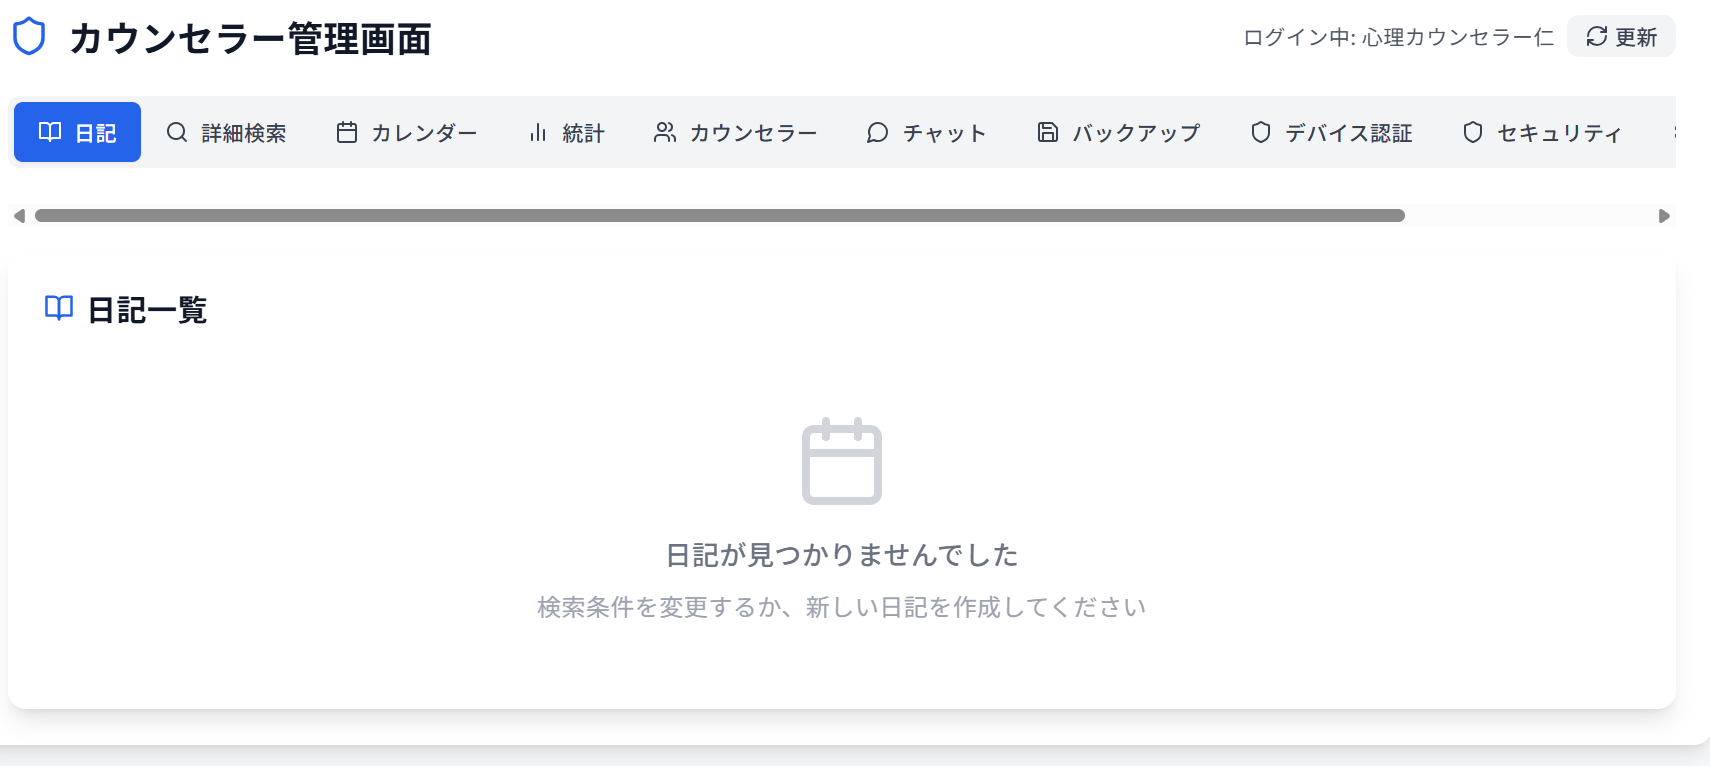 カウンセラー管理画面
ログイン中: 心理カウンセラー仁
更新
日記
詳細検索
カレンダー
統計
カウンセラー
チャット
バックアップ
デバイス認証
セキュリティ
日記一覧
日記が見つかりませんでした
検索条件を変更するか、新しい日記を作成してください